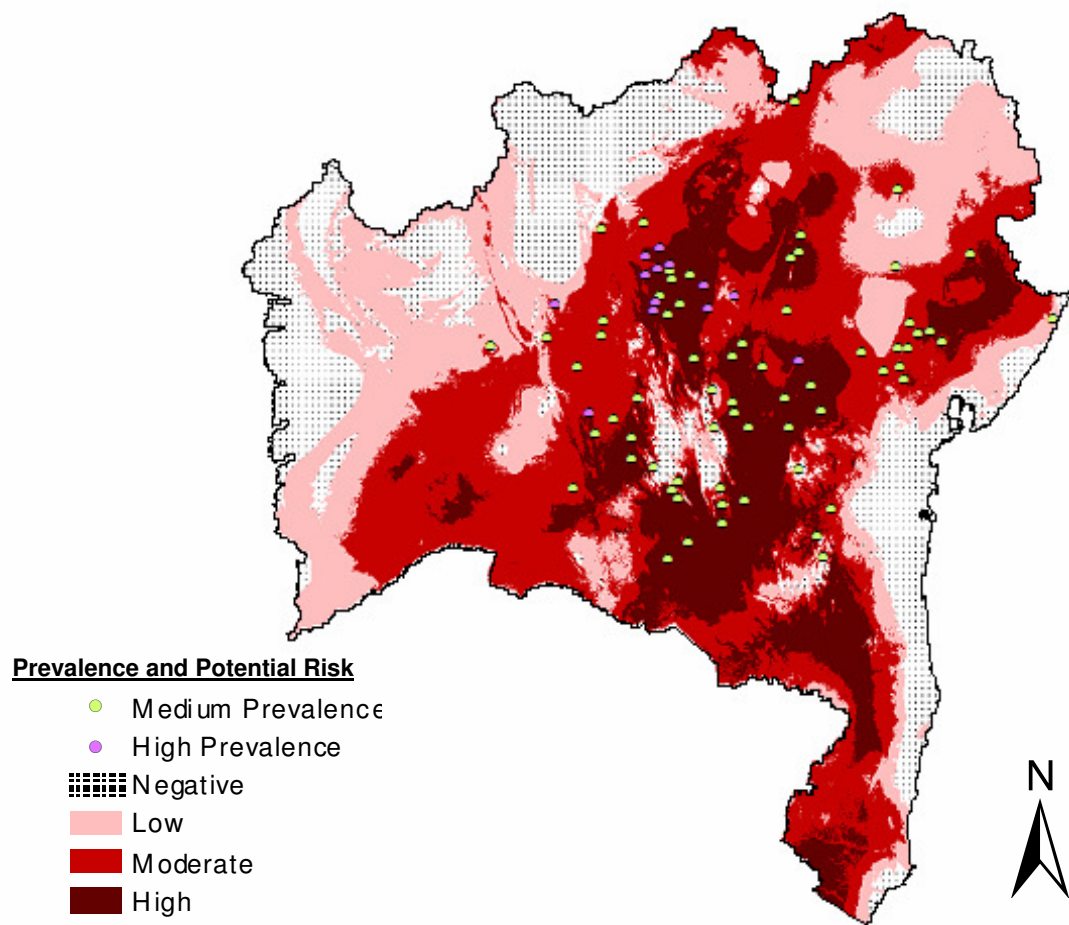 Prevalence and Potential Risk
Medium Prevalence
High Prevalence
Negative
Low
Moderate
High
N